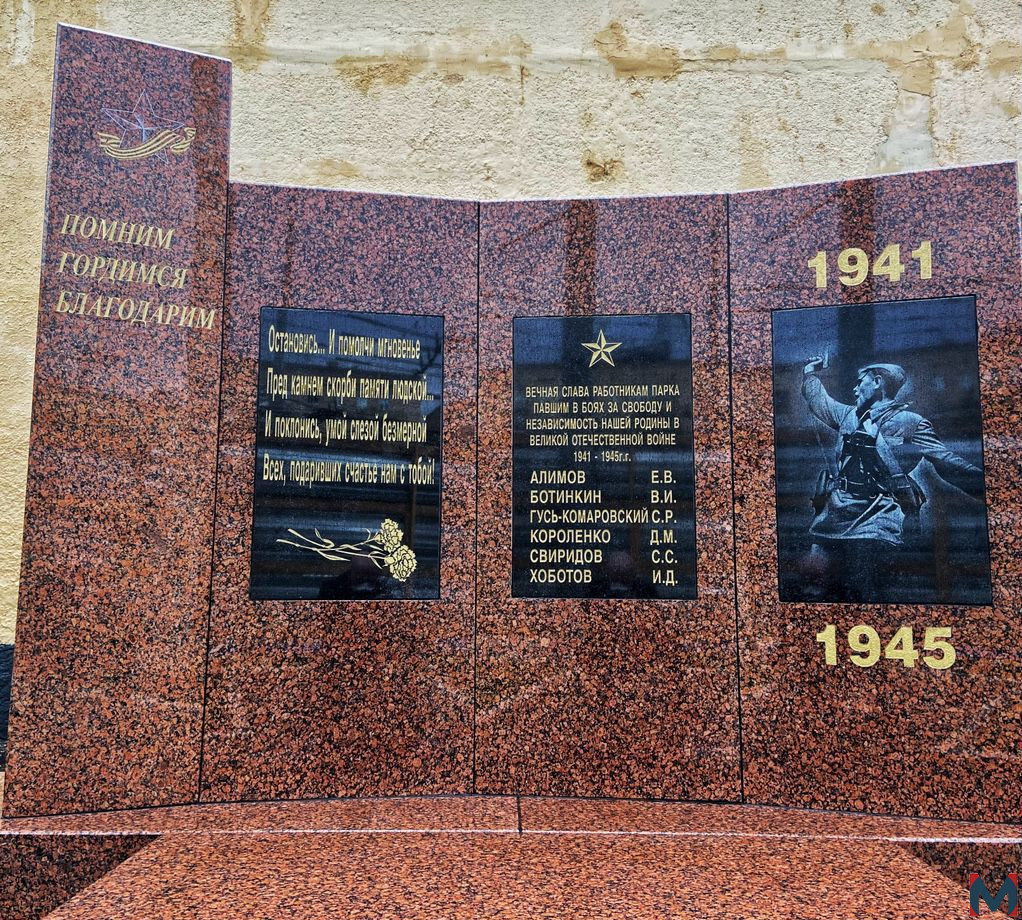 ПОМНИМ
ГОРДИМСЯ
БЛАГОДАРИМ
Остановись... И помолчи мгновенье
Пред камнем скорби памяти людской...
И поклонись, умой слезой безмерной
Всех, подаривших счастье нам с тобой!
ВЕЧНАЯ СЛАВА РАБОТНИКАМ ПАРКА
ПАВШИМ В БОЯХ ЗА СВОБОДУ И
НЕЗАВИСИМОСТЬ НАШЕЙ РОДИНЫ В
ВЕЛИКОЙ ОТЕЧЕСТВЕННОЙ ВОЙНЕ
1941 - 1945г.г.
АЛИМОВ Е.В.
БОТИНКИН В.И.
ГУСЬ-КОМАРОВСКИЙ С.Р.
КОРОЛЕНКО Д.М.
СВИРИДОВ С.С.
ХОБОТОВ И.Д.
1941
1945
М